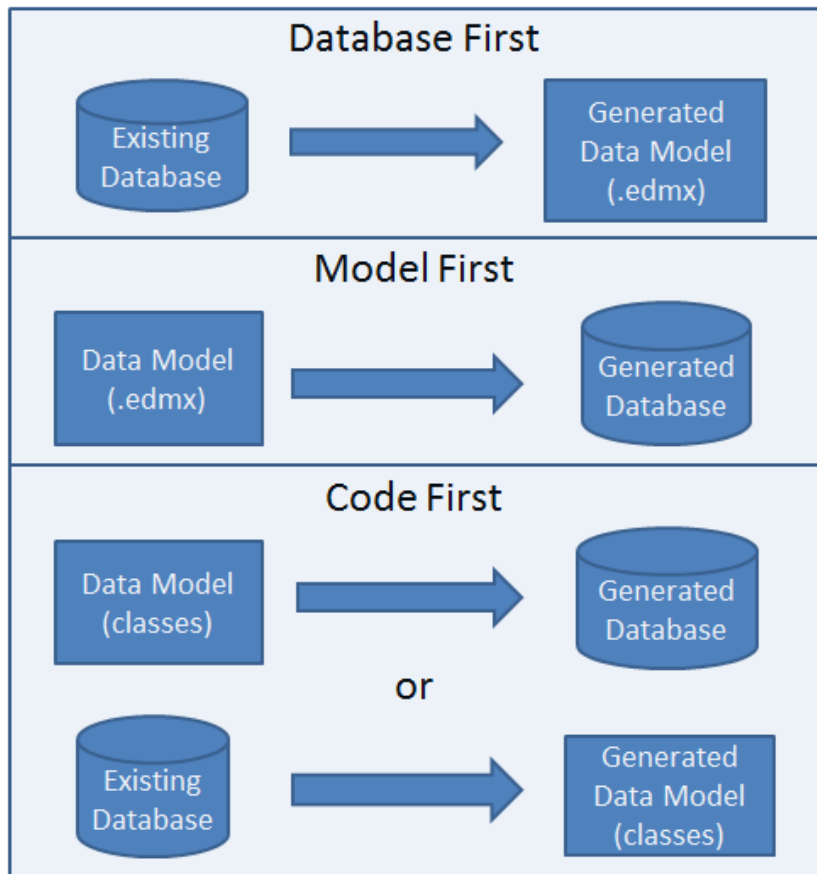 Database First
Existing
Database
Generated
Data Model
(.edmx)
Model First
Data Model
(.edmx)
Generated
Database
Code First
Data Model
(classes)
Generated
Database
or
Existing
Database
Generated
Data Model
(classes)